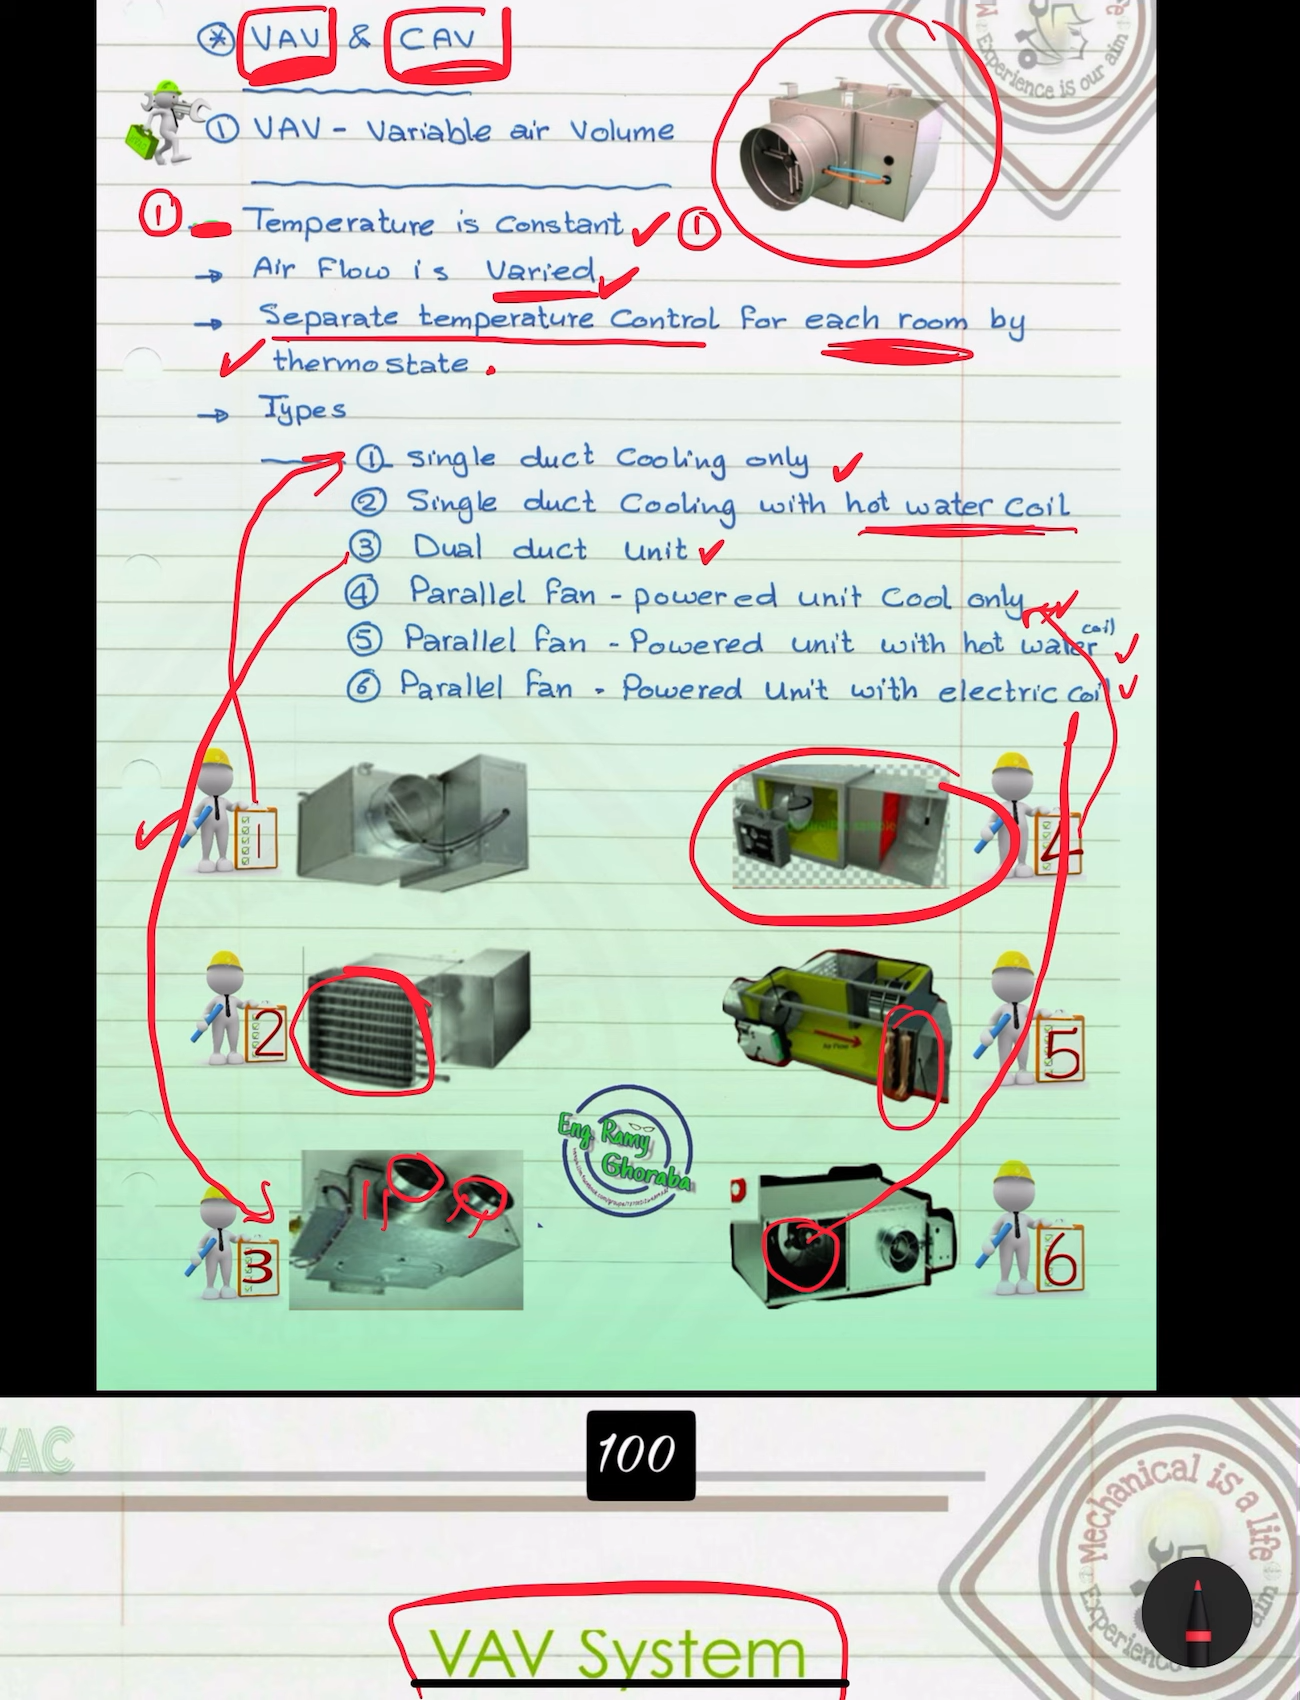 VAV & CAV
① VAV - Variable air Volume
① Temperature is Constant ①
→ Air Flow is Varied
→ Separate temperature Control for each room by
thermostate.
→ Types
① Single duct Cooling only
② Single duct Cooling with hot water Coil
③ Dual duct unit
④ Parallel fan - powered unit Cool only
⑤ Parallel fan - Powered unit with hot water coil
⑥ Parallel fan - Powered Unit with electric coil
1
4
2
5
Air Flow
3
6
Eng. Ramy
Ghoraba
100
AC
VAV System
Mechanical is a life
Experience is our aim